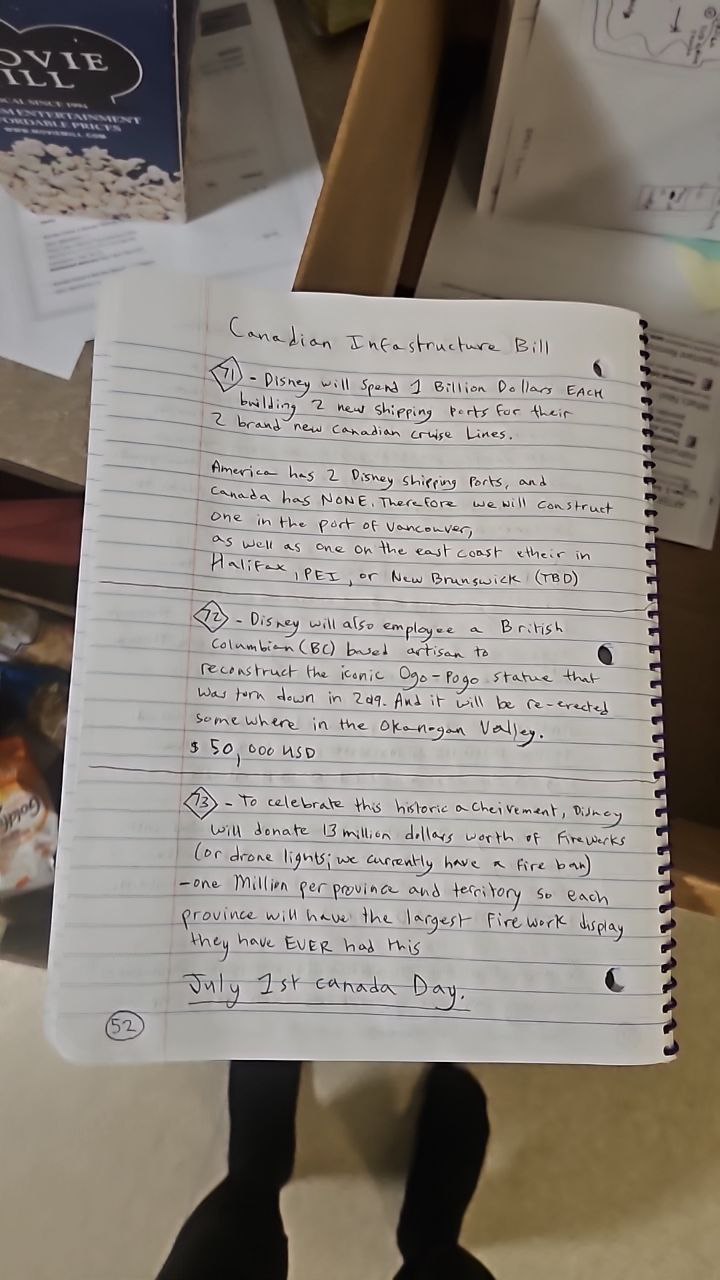 OVIE
ILL
CAL SINCE 1994
M ENTERTAINMENT
FORDABLE PRICES
Canadian Infastructure Bill
71 - Disney will spend 1 Billion Dollars EACH
building 2 new shipping ports for their
2 brand new Canadian cruise Lines.
America has 2 Disney shipping Ports, and
Canada has NONE. Therefore we will construct
one in the port of Vancouver,
as well as one on the east coast etheir in
Halifax, PEI, or New Brunswick (TBD)
72 - Disney will also employee a British
Columbian (BC) based artisan to
reconstruct the iconic Ogo-Pogo statue that
was torn down in 2019. And it will be re-erected
somewhere in the Okanogan Valley.
$ 50,000 USD
73 - To celebrate this historic acheivement, Disney
will donate 13 million dollars worth of Fireworks
(or drone lights; we currently have a fire ban)
- one Million per province and territory so each
province will have the largest firework display
they have EVER had this
July 1st Canada Day.
52
Goldf